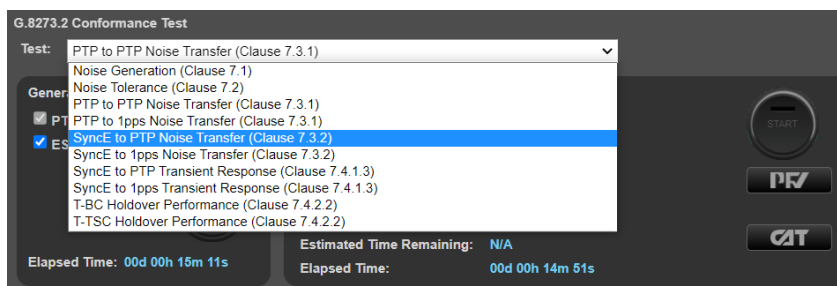 G.8273.2 Conformance Test
Test: PTP to PTP Noise Transfer (Clause 7.3.1)
Noise Generation (Clause 7.1)
Noise Tolerance (Clause 7.2)
PTP to PTP Noise Transfer (Clause 7.3.1)
PTP to 1pps Noise Transfer (Clause 7.3.1)
SyncE to PTP Noise Transfer (Clause 7.3.2)
SyncE to 1pps Noise Transfer (Clause 7.3.2)
SyncE to PTP Transient Response (Clause 7.4.1.3)
SyncE to 1pps Transient Response (Clause 7.4.1.3)
T-BC Holdover Performance (Clause 7.4.2.2)
T-TSC Holdover Performance (Clause 7.4.2.2)
Gener
PT
ES
START
PFV
CAT
Estimated Time Remaining: N/A
Elapsed Time: 00d 00h 15m 11s
Elapsed Time: 00d 00h 14m 51s